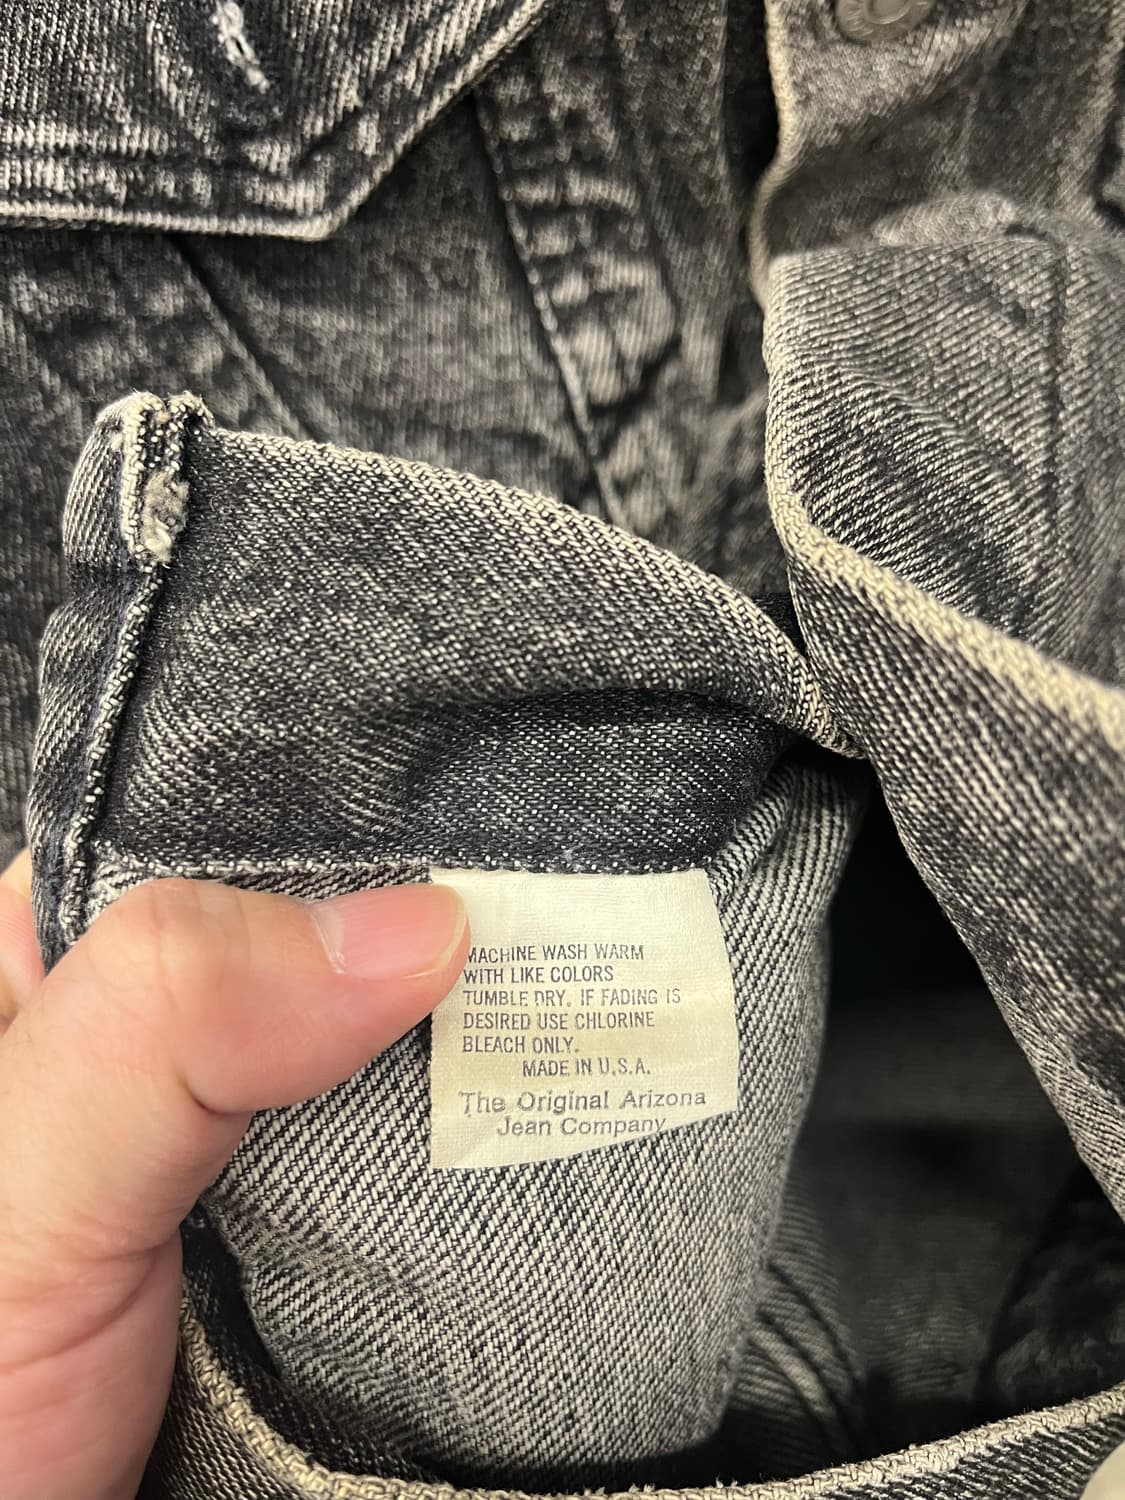 MACHINE WASH WARM
WITH LIKE COLORS
TUMBLE DRY. IF FADING IS
DESIRED USE CHLORINE
BLEACH ONLY.
MADE IN U.S.A.
The Original Arizona
Jean Company